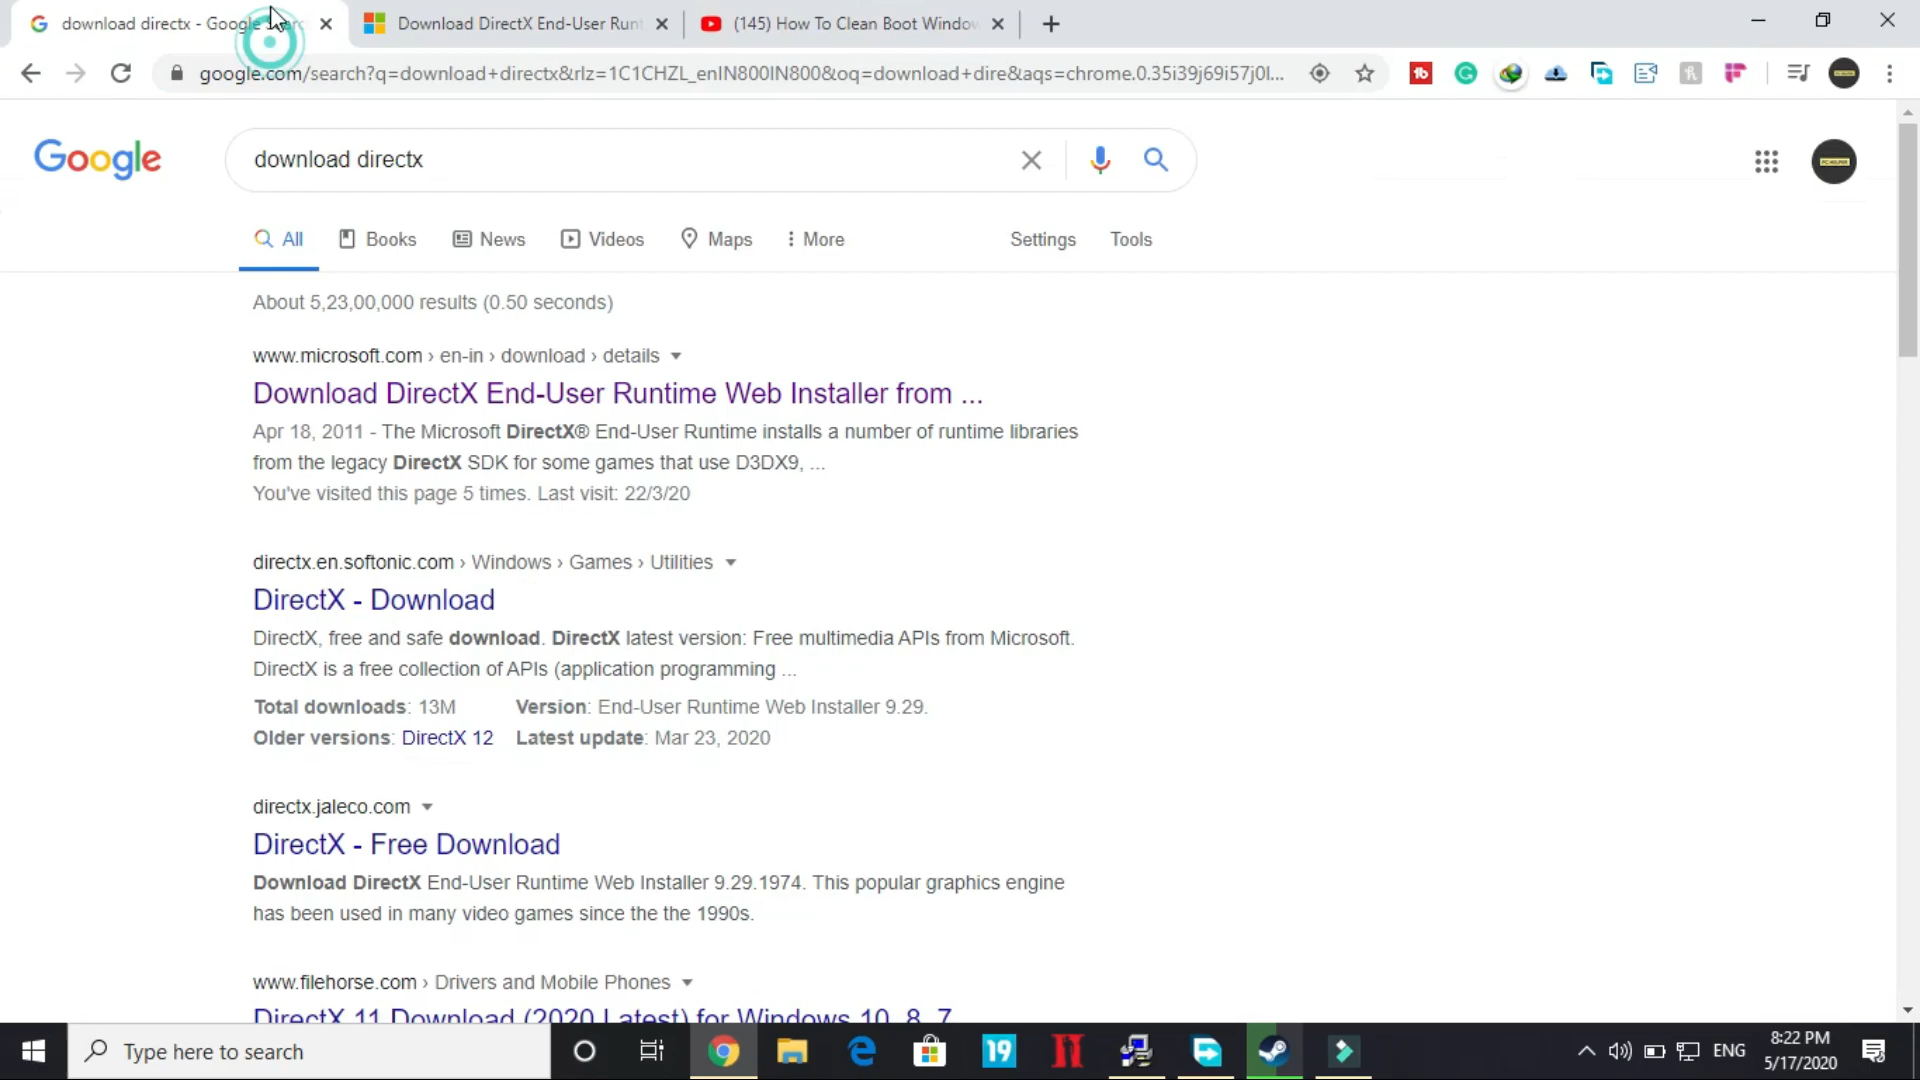 download directx - Google
Download DirectX End-User Run
(145) How To Clean Boot Windo
google.com/search?q=download+directx&rlz=1C1CHZL_enIN800IN800&oq=download+dire&aqs=chrome.0.35i39j69i57j0l...
Google
download directx
All
Books
News
Videos
Maps
More
Settings
Tools
About 5,23,00,000 results (0.50 seconds)
www.microsoft.com › en-in › download › details
Download DirectX End-User Runtime Web Installer from ...
Apr 18, 2011 - The Microsoft DirectX® End-User Runtime installs a number of runtime libraries
from the legacy DirectX SDK for some games that use D3DX9, ...
You've visited this page 5 times. Last visit: 22/3/20
directx.en.softonic.com › Windows › Games › Utilities
DirectX - Download
DirectX, free and safe download. DirectX latest version: Free multimedia APIs from Microsoft.
DirectX is a free collection of APIs (application programming ...
Total downloads: 13M Version: End-User Runtime Web Installer 9.29.
Older versions: DirectX 12 Latest update: Mar 23, 2020
directx.jaleco.com
DirectX - Free Download
Download DirectX End-User Runtime Web Installer 9.29.1974. This popular graphics engine
has been used in many video games since the the 1990s.
www.filehorse.com › Drivers and Mobile Phones
DirectX 11 Download (2020 Latest) for Windows 10, 8, 7
Type here to search
19
ENG
8:22 PM
5/17/2020